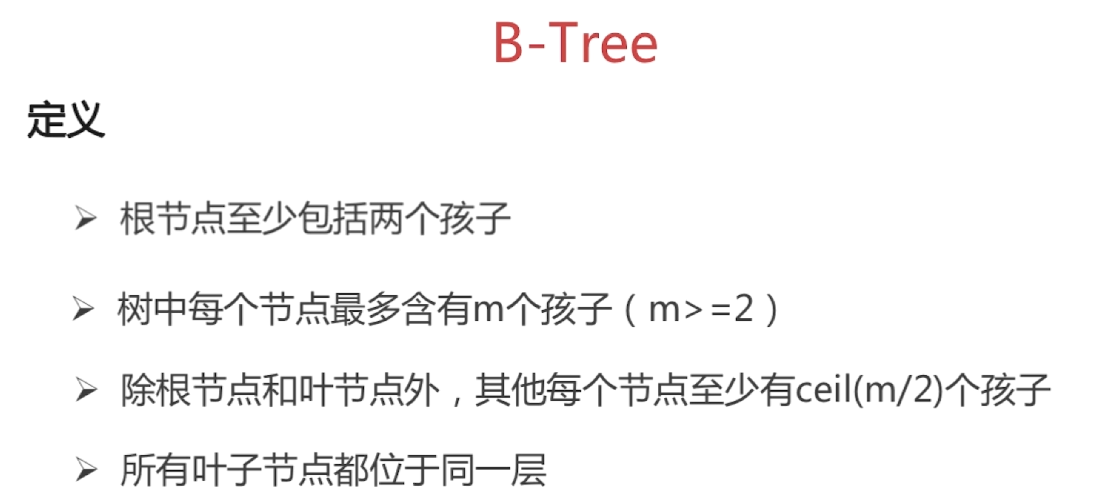 B-Tree
定义
➢ 根节点至少包括两个孩子
➢ 树中每个节点最多含有m个孩子（m>=2）
➢ 除根节点和叶节点外，其他每个节点至少有ceil(m/2)个孩子
➢ 所有叶子节点都位于同一层